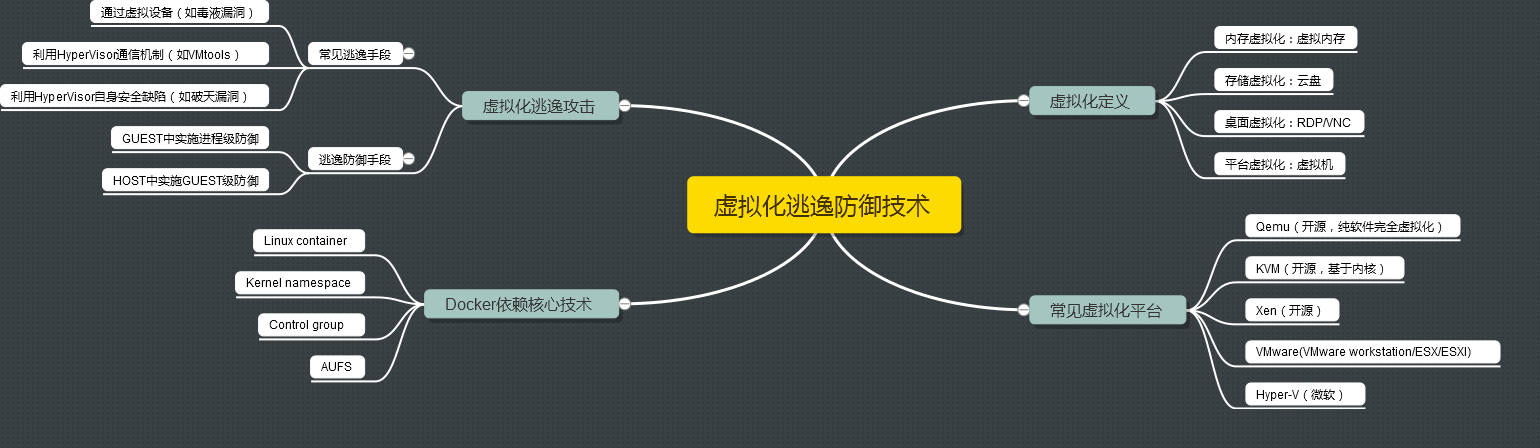 虚拟化逃逸防御技术
虚拟化定义
内存虚拟化：虚拟内存
存储虚拟化：云盘
桌面虚拟化：RDP/VNC
平台虚拟化：虚拟机
常见虚拟化平台
Qemu（开源，纯软件完全虚拟化）
KVM（开源，基于内核）
Xen（开源）
VMware(VMware workstation/ESX/ESXI)
Hyper-V（微软）
虚拟化逃逸攻击
常见逃逸手段
通过虚拟设备（如毒液漏洞）
利用HyperVisor通信机制（如VMtools）
利用HyperVisor自身安全缺陷（如破天漏洞）
逃逸防御手段
GUEST中实施进程级防御
HOST中实施GUEST级防御
Docker依赖核心技术
Linux container
Kernel namespace
Control group
AUFS